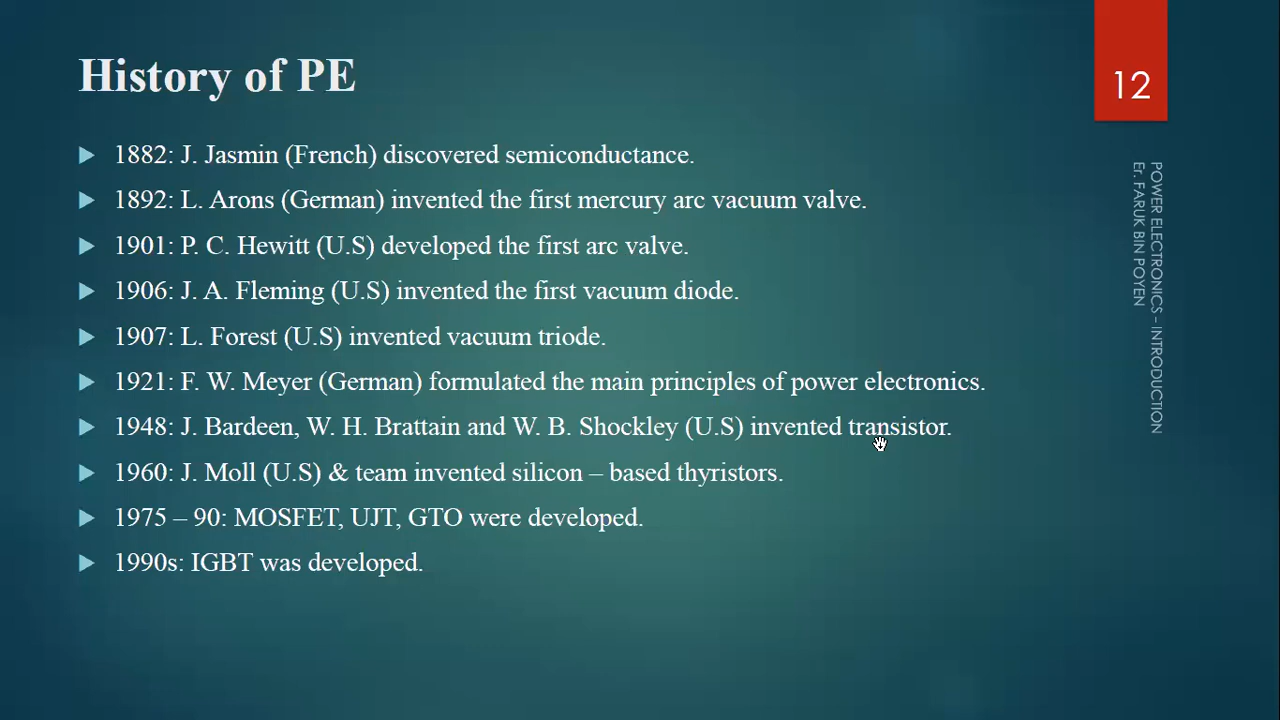 History of PE
12
1882: J. Jasmin (French) discovered semiconductance.
1892: L. Arons (German) invented the first mercury arc vacuum valve.
1901: P. C. Hewitt (U.S) developed the first arc valve.
1906: J. A. Fleming (U.S) invented the first vacuum diode.
1907: L. Forest (U.S) invented vacuum triode.
1921: F. W. Meyer (German) formulated the main principles of power electronics.
1948: J. Bardeen, W. H. Brattain and W. B. Shockley (U.S) invented transistor.
1960: J. Moll (U.S) & team invented silicon – based thyristors.
1975 – 90: MOSFET, UJT, GTO were developed.
1990s: IGBT was developed.
POWER ELECTRONICS – INTRODUCTION
Er. FARUK BIN POYEN